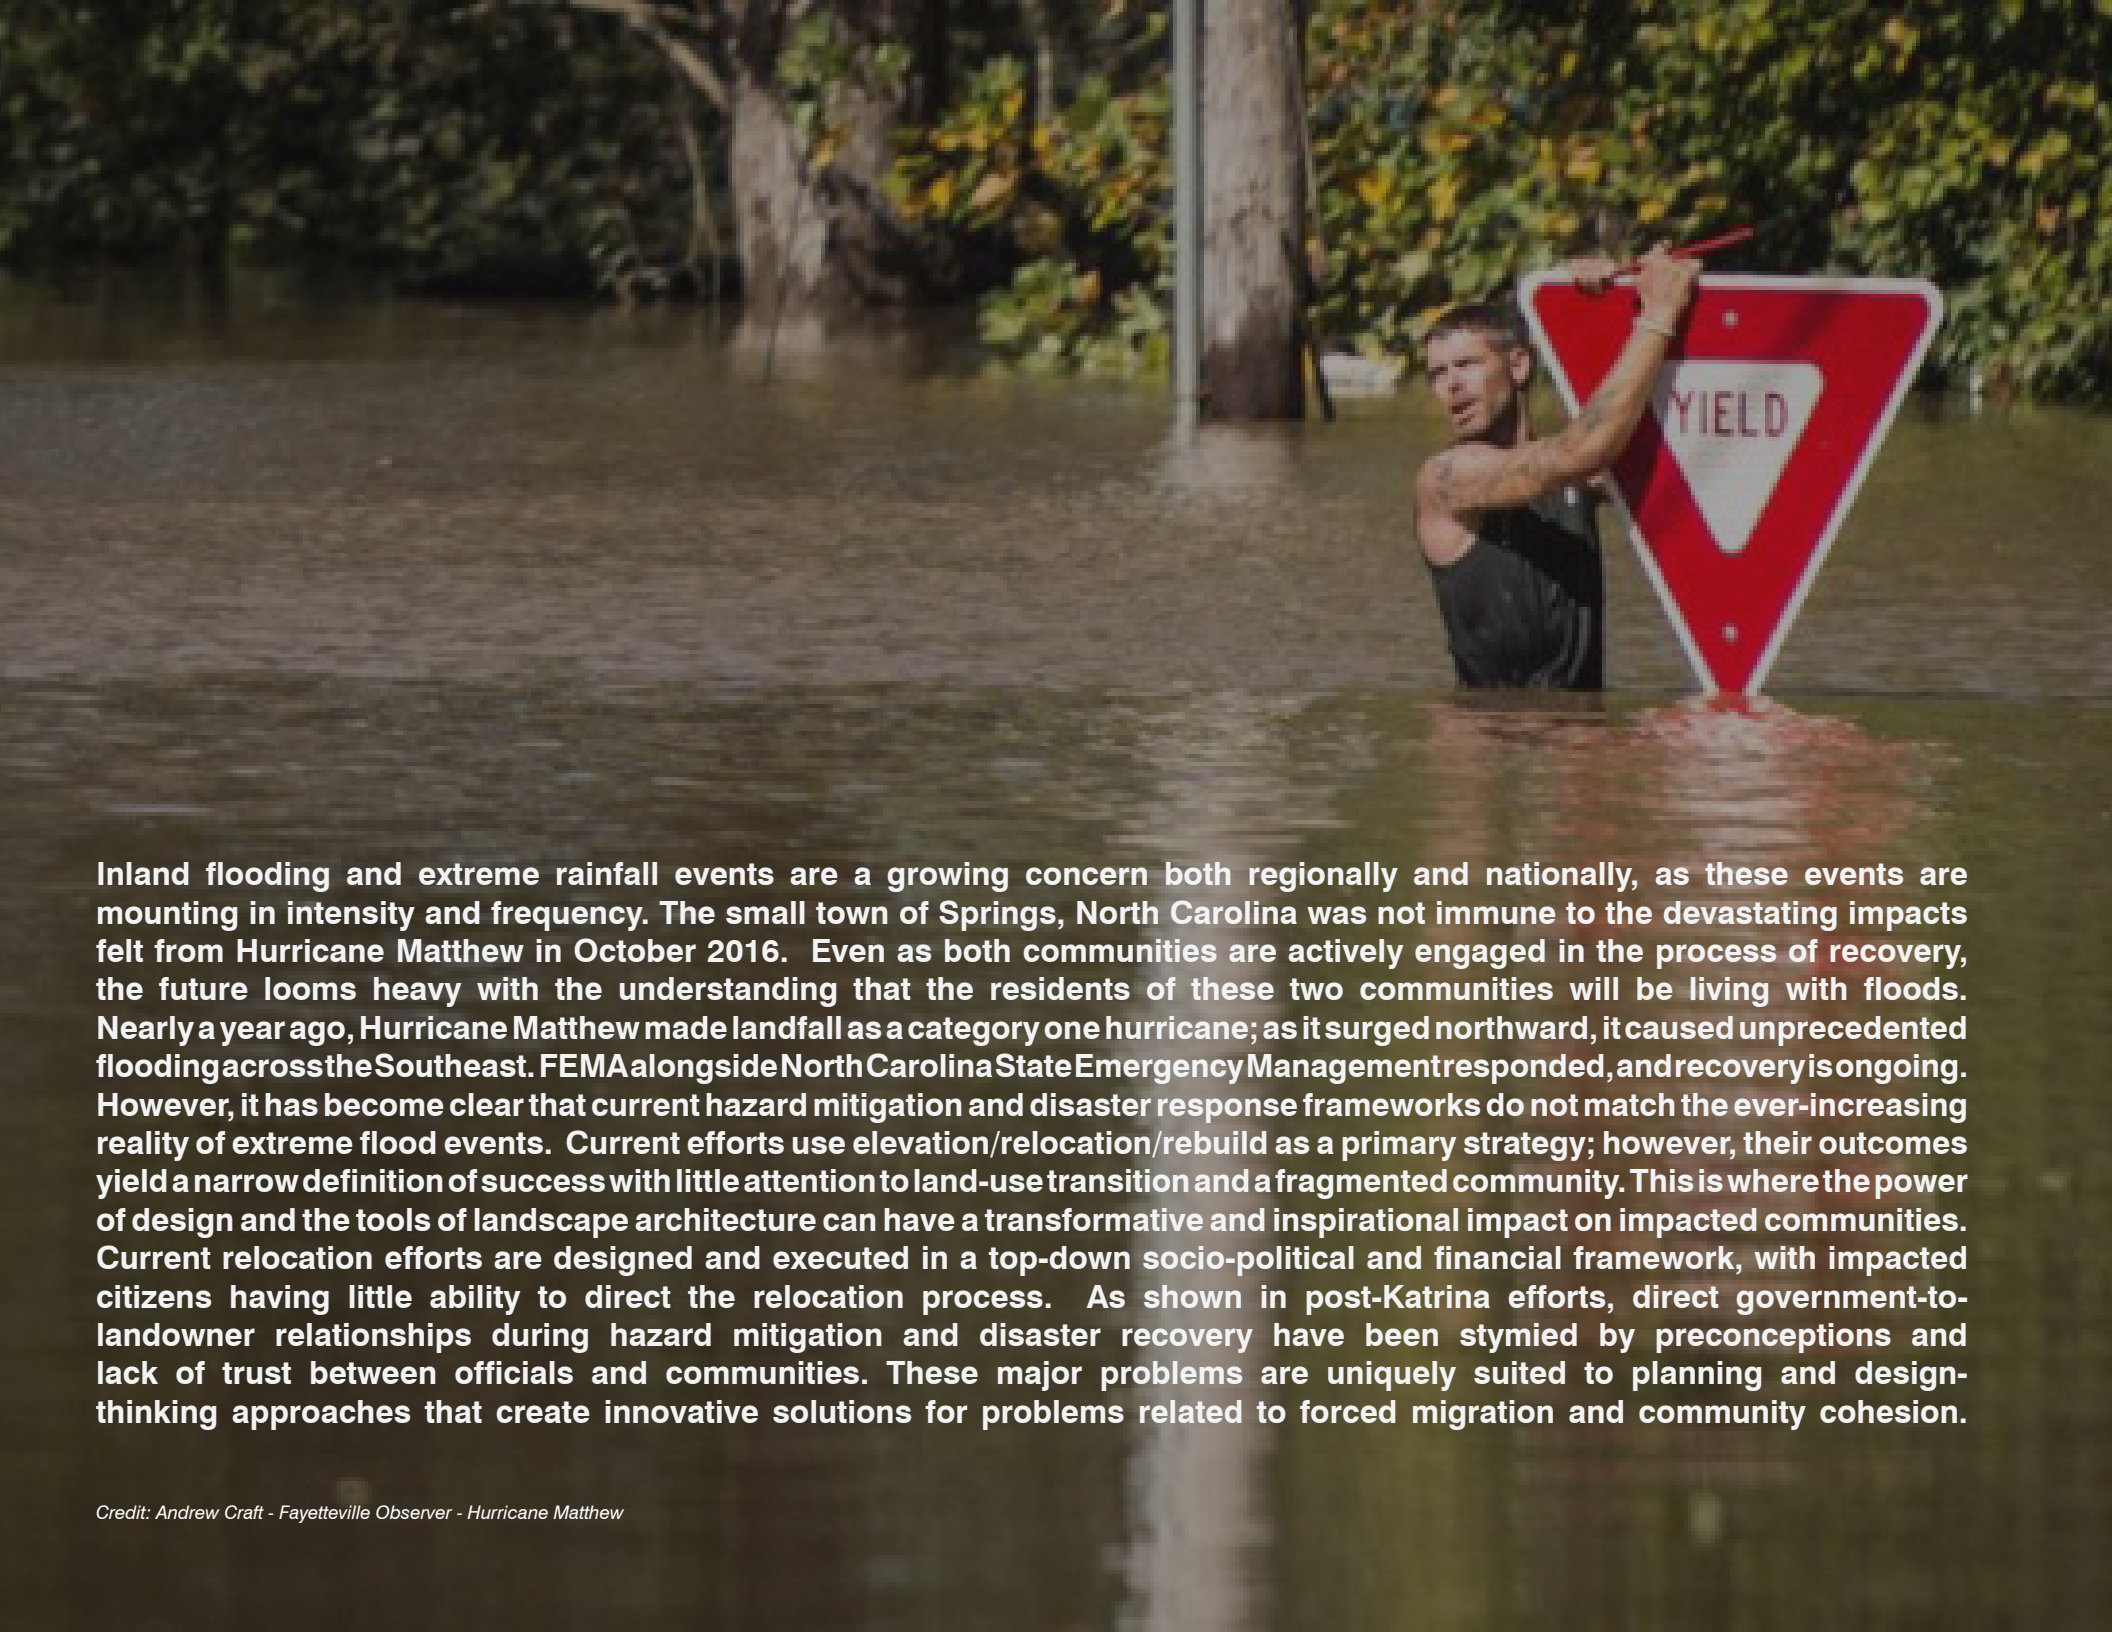 YIELD
Inland flooding and extreme rainfall events are a growing concern both regionally and nationally, as these events are
mounting in intensity and frequency. The small town of Springs, North Carolina was not immune to the devastating impacts
felt from Hurricane Matthew in October 2016. Even as both communities are actively engaged in the process of recovery,
the future looms heavy with the understanding that the residents of these two communities will be living with floods.
Nearly a year ago, Hurricane Matthew made landfall as a category one hurricane; as it surged northward, it caused unprecedented
flooding across the Southeast. FEMA alongside North Carolina State Emergency Management responded, and recovery is ongoing.
However, it has become clear that current hazard mitigation and disaster response frameworks do not match the ever-increasing
reality of extreme flood events. Current efforts use elevation/relocation/rebuild as a primary strategy; however, their outcomes
yield a narrow definition of success with little attention to land-use transition and a fragmented community. This is where the power
of design and the tools of landscape architecture can have a transformative and inspirational impact on impacted communities.
Current relocation efforts are designed and executed in a top-down socio-political and financial framework, with impacted
citizens having little ability to direct the relocation process. As shown in post-Katrina efforts, direct government-to-
landowner relationships during hazard mitigation and disaster recovery have been stymied by preconceptions and
lack of trust between officials and communities. These major problems are uniquely suited to planning and design-
thinking approaches that create innovative solutions for problems related to forced migration and community cohesion.
Credit: Andrew Craft - Fayetteville Observer - Hurricane Matthew